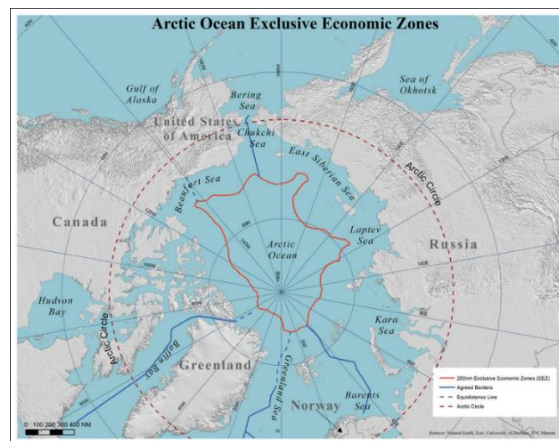 Arctic Ocean Exclusive Economic Zones
Gulf of
Alaska
Bering
Sea
Sea of
Okhotsk
United States
of America
Chukchi
Sea
East Siberian Sea
Beaufort Sea
Arctic Circle
Canada
Laptev
Sea
Russia
Arctic
Ocean
Hudson
Bay
Kara
Sea
Arctic Circle
Baffin Bay
Greenland
Greenland Sea
Barents
Sea
Norway
200nm Exclusive Economic Zones (EEZ)
Agreed Borders
Equidistance Line
Arctic Circle
0 100 200 300 400 NM